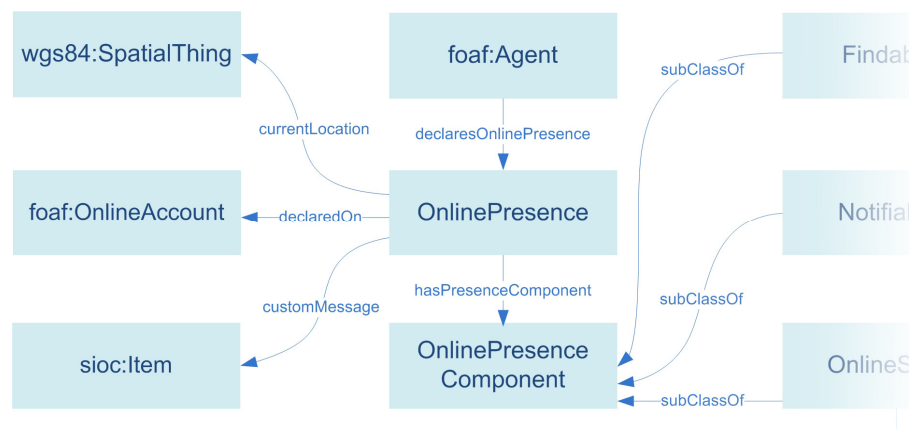 wgs84:SpatialThing
foaf:Agent
subClassOf
currentLocation
declaresOnlinePresence
foaf:OnlineAccount
declaredOn
OnlinePresence
hasPresenceComponent
subClassOf
customMessage
sioc:Item
OnlinePresence
Component
subClassOf